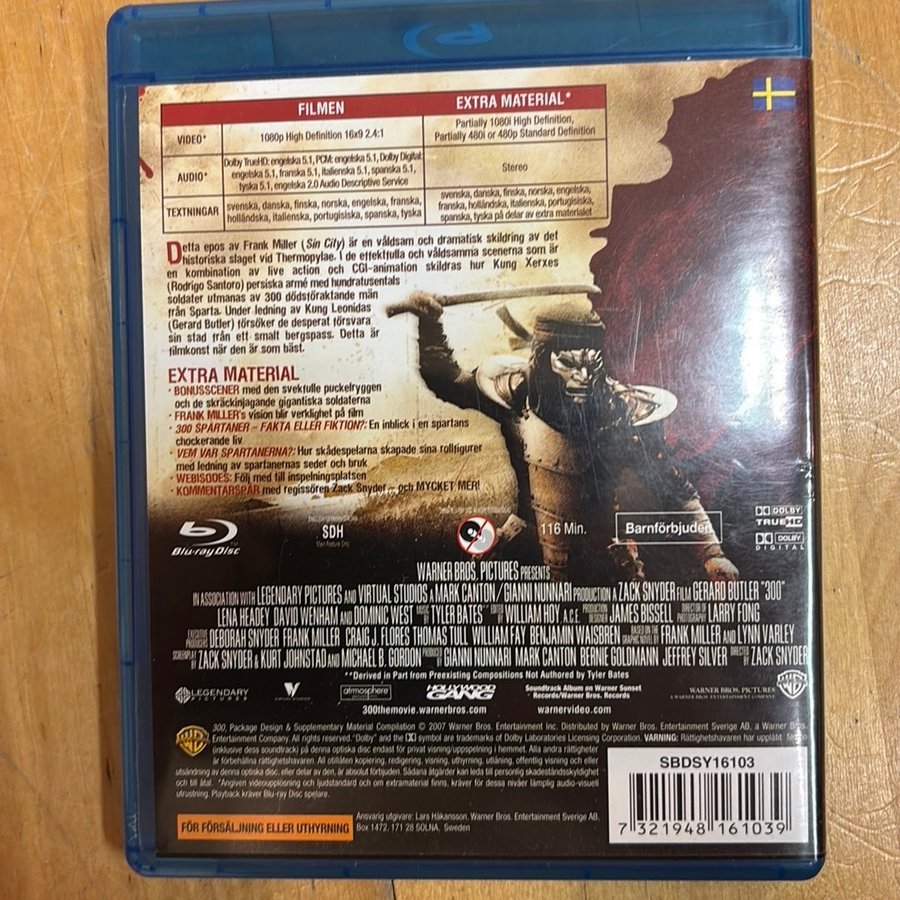 FILMEN
EXTRA MATERIAL*
VIDEO*
1080p High Definition 16x9 2.4:1
Partially 1080i High Definition,
Partially 480i or 480p Standard Definition
AUDIO*
Dolby TrueHD: engelska 5.1, PCM: engelska 5.1, Dolby Digital:
engelska 5.1, franska 5.1, italienska 5.1, spanska 5.1,
tyska 5.1, engelska 2.0 Audio Descriptive Service
Stereo
TEXTNINGAR
svenska, danska, finska, norska, engelska, franska,
holländska, italienska, portugisiska, spanska, tyska
svenska, danska, finska, norska, engelska,
franska, holländska, italienska, portugisiska,
spanska, tyska på delar av extra materialet
Detta epos av Frank Miller (Sin City) är en våldsam och dramatisk skildring av det
historiska slaget vid Thermopylae. I de effektfulla och våldsamma scenerna som är
en kombination av live action och CGI-animation skildras hur Kung Xerxes
(Rodrigo Santoro) persiska armé med hundratusentals
soldater utmanas av 300 dödsföraktande män
från Sparta. Under ledning av Kung Leonidas
(Gerard Butler) försöker de desperat försvara
sin stad från ett smalt bergspass. Detta är
filmkonst när den är som bäst.
EXTRA MATERIAL
· BONUSSCENER med den svekfulle puckelryggen
och de skräckinjagande gigantiska soldaterna
· FRANK MILLER's vision blir verklighet på film
· 300 SPARTANER – FAKTA ELLER FIKTION?: En inblick i en spartans
chockerande liv
· VEM VAR SPARTANERNA?: Hur skådespelarna skapade sina rollfigurer
med ledning av spartanernas seder och bruk
· WEBISODES: Följ med till inspelningsplatsen
· KOMMENTARSPÅR med regissören Zack Snyder – och MYCKET MER!
Blu-ray Disc
SDH
116 Min.
Barnförbjuden
DOLBY
TRUEHD
DOLBY
DIGITAL
WARNER BROS. PICTURES PRESENTS
IN ASSOCIATION WITH LEGENDARY PICTURES AND VIRTUAL STUDIOS A MARK CANTON/GIANNI NUNNARI PRODUCTION A ZACK SNYDER FILM GERARD BUTLER "300"
LENA HEADEY DAVID WENHAM AND DOMINIC WEST MUSIC BY TYLER BATES** EDITED BY WILLIAM HOY A.C.E. PRODUCTION DESIGNER JAMES BISSELL DIRECTOR OF PHOTOGRAPHY LARRY FONG
EXECUTIVE PRODUCERS DEBORAH SNYDER FRANK MILLER CRAIG J. FLORES THOMAS TULL WILLIAM FAY BENJAMIN WAISBREN BASED ON THE GRAPHIC NOVEL BY FRANK MILLER AND LYNN VARLEY
SCREENPLAY BY ZACK SNYDER & KURT JOHNSTAD AND MICHAEL B. GORDON PRODUCED BY GIANNI NUNNARI MARK CANTON BERNIE GOLDMANN JEFFREY SILVER DIRECTED BY ZACK SNYDER
**Derived in Part from Preexisting Compositions Not Authored by Tyler Bates
LEGENDARY
PICTURES
atmosphere
HOLLYWOOD
GANG
Soundtrack Album on Warner Sunset
Records/Warner Bros. Records
WARNER BROS. PICTURES
300themovie.warnerbros.com
warnervideo.com
300, Package Design & Supplementary Material Compilation © 2007 Warner Bros. Entertainment Inc. Distributed by Warner Bros. Entertainment Sverige AB, a Warner Bros.
Entertainment Company. All rights reserved. "Dolby" and the symbol are trademarks of Dolby Laboratories Licensing Corporation. VARNING: Rättighetshavaren har upplåtit
(inklusive dess soundtrack) på denna optiska disc endast för privat visning/uppspelning i hemmet. Alla andra rättigheter
är förbehållna rättighetshavaren. All otillåten kopiering, redigering, visning, uthyrning, utlåning, offentlig visning och eller
utsändning av denna optiska disc, eller delar av den, är absolut förbjuden. Sådana åtgärder kan leda till personlig skadeståndsskyldighet
och till åtal. *Angiven videoupplösning och ljudstandard och om extramaterial finns, kräver för dessa nivåer lämplig audio-visuell
utrustning. Playback kräver Blu-ray Disc spelare.
SBDSY16103
FÖR FÖRSÄLJNING ELLER UTHYRNING
Ansvarig utgivare: Lars Håkansson. Warner Bros. Entertainment Sverige AB,
Box 1472, 171 28 SOLNA, Sweden
7 321948 161039